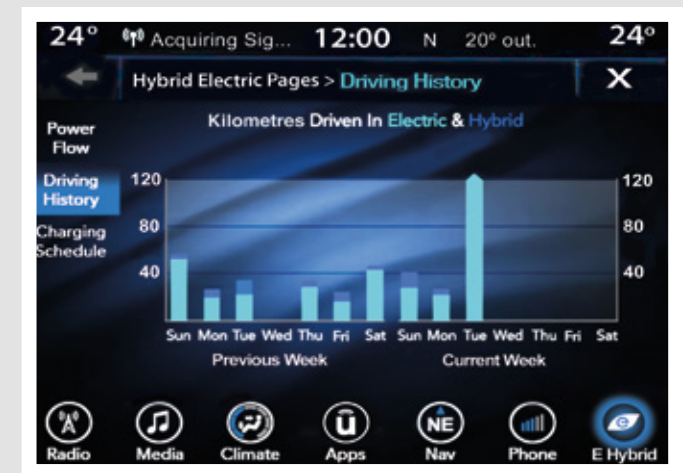 24° Acquiring Sig... 12:00 N 20° out. 24°
Hybrid Electric Pages > Driving History X
Kilometres Driven In Electric & Hybrid
Power
Flow
Driving
History
Charging
Schedule
120 120
80 80
40 40
Sun Mon Tue Wed Thu Fri Sat Sun Mon Tue Wed Thu Fri Sat
Previous Week Current Week
Radio Media Climate Apps Nav Phone E Hybrid
Ū NE e